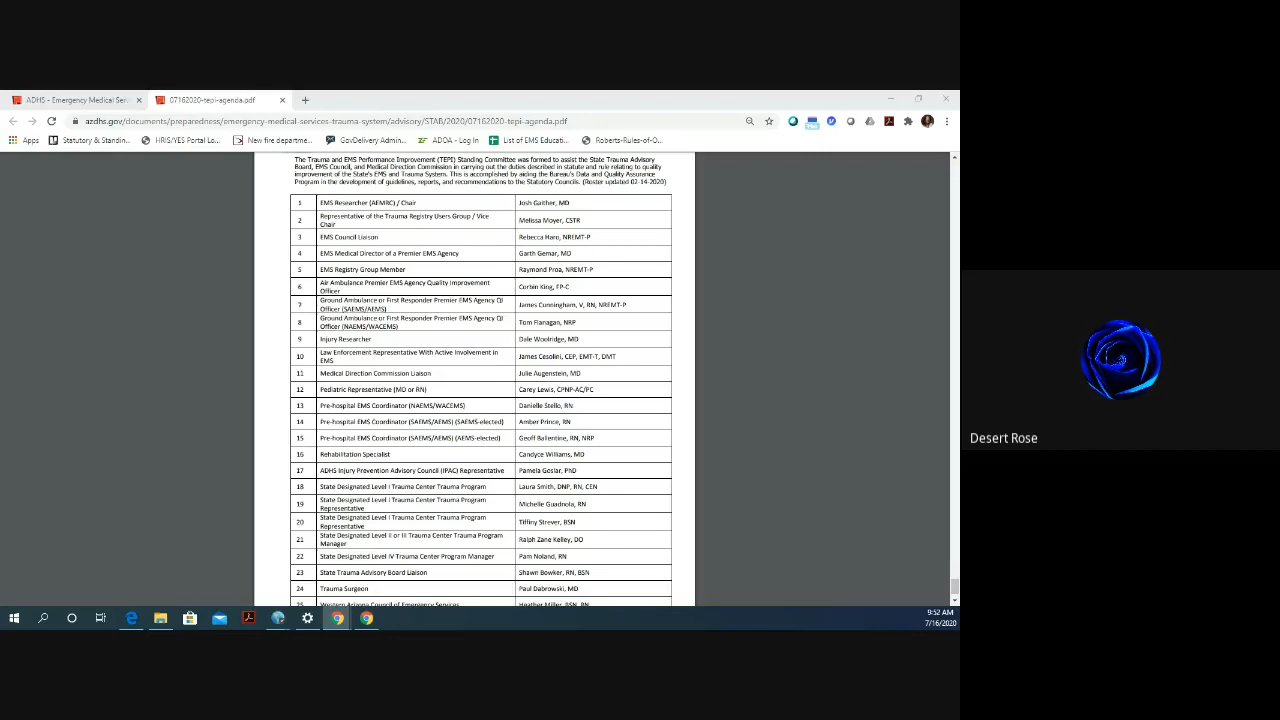 ADHS - Emergency Medical Serv
07162020-tepi-agenda.pdf
azdhs.gov/documents/preparedness/emergency-medical-services-trauma-system/advisory/STAB/2020/07162020-tepi-agenda.pdf
Apps
Statutory & Standin...
HRIS/YES Portal Lo...
New fire departme...
GovDelivery Admin...
ADOA - Log In
List of EMS Educati...
Roberts-Rules-of-O...
The Trauma and EMS Performance Improvement (TEPI) Standing Committee was formed to assist the State Trauma Advisory
Board, EMS Council, and Medical Direction Commission in carrying out the duties described in statute and rule relating to quality
improvement of the State's EMS and Trauma System. This is accomplished by aiding the Bureau's Data and Quality Assurance
Program in the development of guidelines, reports, and recommendations to the Statutory Councils. (Roster updated 02-14-2020)
1 EMS Researcher (AEMRC) / Chair Josh Gaither, MD
2 Representative of the Trauma Registry Users Group / Vice
Chair Melissa Moyer, CSTR
3 EMS Council Liaison Rebecca Haro, NREMT-P
4 EMS Medical Director of a Premier EMS Agency Garth Gemar, MD
5 EMS Registry Group Member Raymond Proa, NREMT-P
6 Air Ambulance Premier EMS Agency Quality Improvement
Officer Corbin King, FP-C
7 Ground Ambulance or First Responder Premier EMS Agency QI
Officer (SAEMS/AEMS) James Cunningham, V, RN, NREMT-P
8 Ground Ambulance or First Responder Premier EMS Agency QI
Officer (NAEMS/WACEMS) Tom Flanagan, NRP
9 Injury Researcher Dale Woolridge, MD
10 Law Enforcement Representative With Active Involvement in
EMS James Cesolini, CEP, EMT-T, DMT
11 Medical Direction Commission Liaison Julie Augenstein, MD
12 Pediatric Representative (MD or RN) Carey Lewis, CPNP-AC/PC
13 Pre-hospital EMS Coordinator (NAEMS/WACEMS) Danielle Stello, RN
14 Pre-hospital EMS Coordinator (SAEMS/AEMS) (SAEMS-elected) Amber Prince, RN
15 Pre-hospital EMS Coordinator (SAEMS/AEMS) (AEMS-elected) Geoff Ballentine, RN, NRP
16 Rehabilitation Specialist Candyce Williams, MD
17 ADHS Injury Prevention Advisory Council (IPAC) Representative Pamela Goslar, PhD
18 State Designated Level I Trauma Center Trauma Program Laura Smith, DNP, RN, CEN
19 State Designated Level I Trauma Center Trauma Program
Representative Michelle Guadnola, RN
20 State Designated Level I Trauma Center Trauma Program
Representative Tiffiny Strever, BSN
21 State Designated Level II or III Trauma Center Trauma Program
Manager Ralph Zane Kelley, DO
22 State Designated Level IV Trauma Center Program Manager Pam Noland, RN
23 State Trauma Advisory Board Liaison Shawn Bowker, RN, BSN
24 Trauma Surgeon Paul Dabrowski, MD
25 Western Arizona Council of Emergency Services Heather Miller, BSN, RN
9:52 AM
7/16/2020
Desert Rose